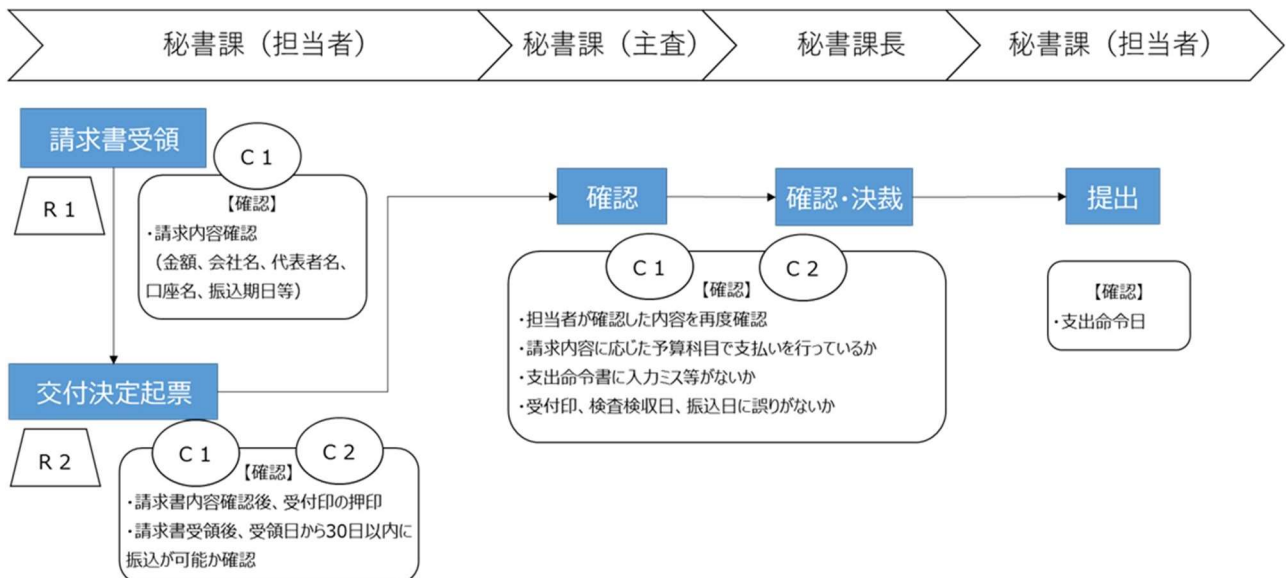 秘書課（担当者）
秘書課（主査）
秘書課長
秘書課（担当者）
請求書受領
R 1
C 1
【確認】
・請求内容確認
（金額、会社名、代表者名、
口座名、振込期日等）
交付決定起票
R 2
C 1
C 2
【確認】
・請求書内容確認後、受付印の押印
・請求書受領後、受領日から30日以内に
振込が可能か確認
確認
確認・決裁
C 1
C 2
【確認】
・担当者が確認した内容を再度確認
・請求内容に応じた予算科目で支払いを行っているか
・支出命令書に入力ミス等がないか
・受付印、検査検収日、振込日に誤りがないか
提出
【確認】
・支出命令日